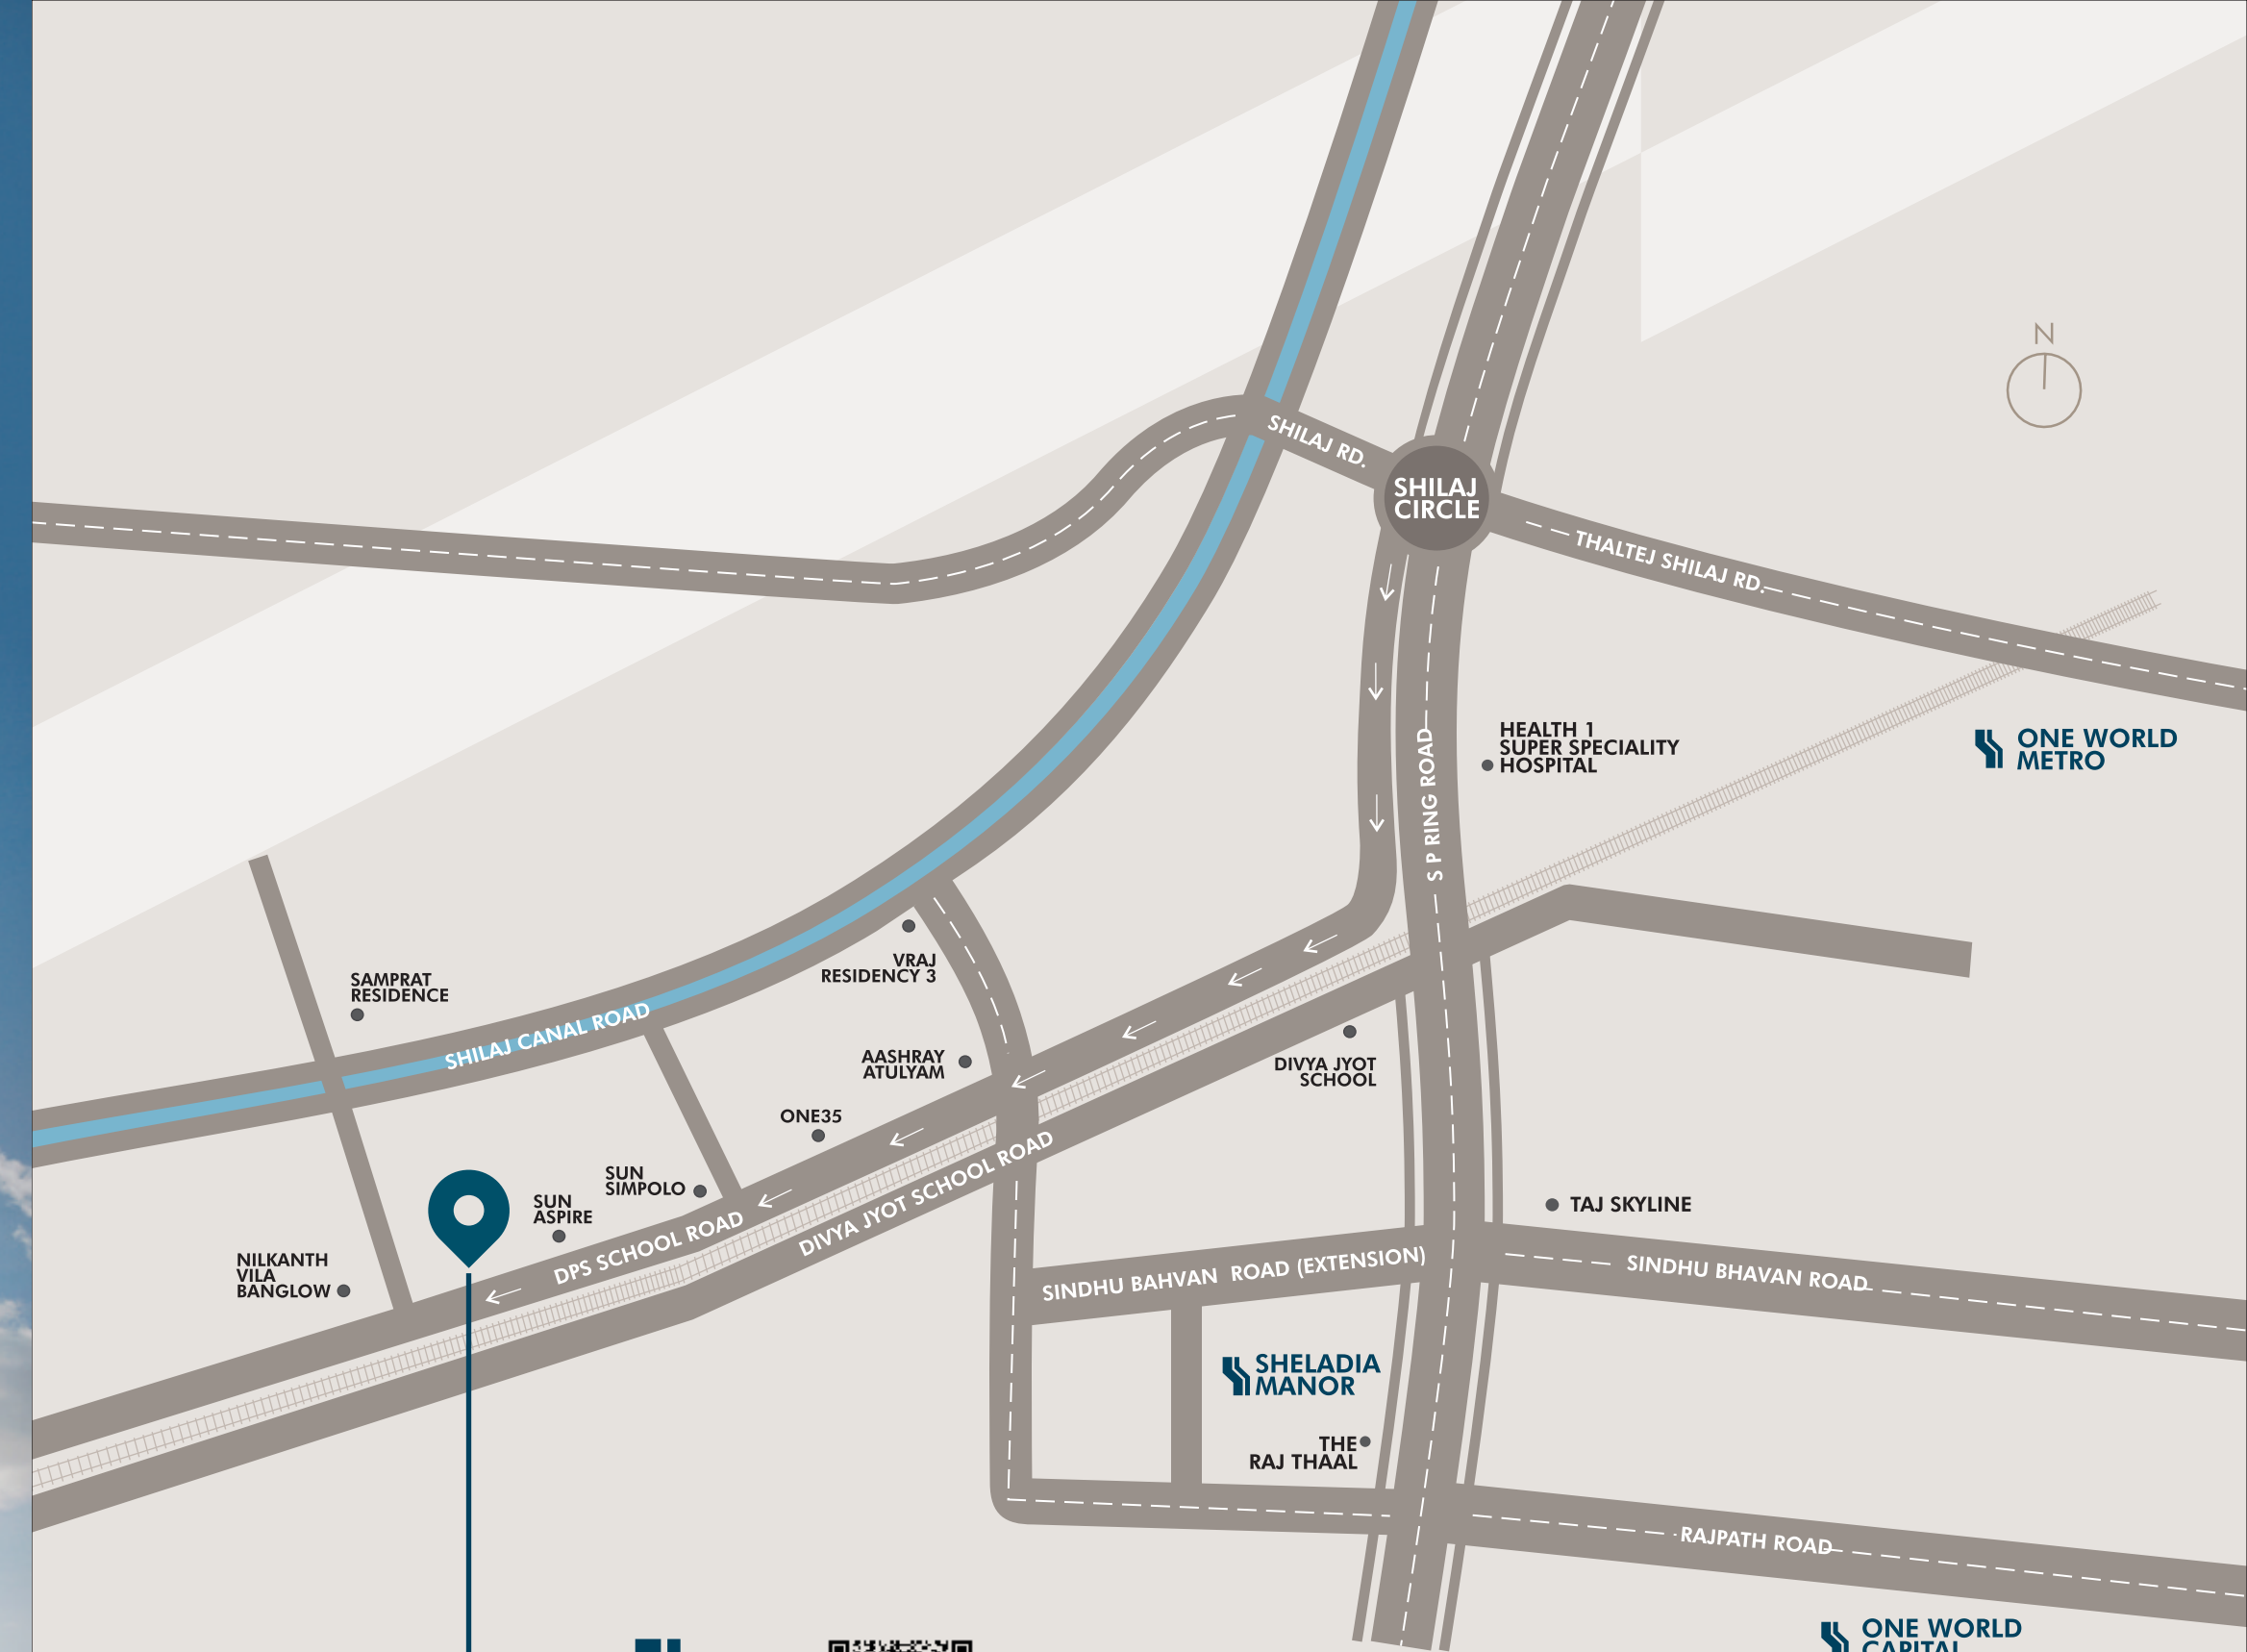 N
SHILAJ RD.
SHILAJ
CIRCLE
THALTEJ SHILAJ RD.
HEALTH 1
SUPER SPECIALITY
HOSPITAL
ONE WORLD
METRO
S P RING ROAD
VRAJ
RESIDENCY 3
SAMPRAT
RESIDENCE
SHILAJ CANAL ROAD
AASHRAY
ATULYAM
DIVYA JYOT
SCHOOL
ONE35
SUN
SIMPOLO
SUN
ASPIRE
DPS SCHOOL ROAD
DIVYA JYOT SCHOOL ROAD
TAJ SKYLINE
NILKANTH
VILA
BANGLOW
SINDHU BAHVAN ROAD (EXTENSION)
SINDHU BHAVAN ROAD
SHELADIA
MANOR
THE
RAJ THAAL
RAJPATH ROAD
ONE WORLD
CAPITAL